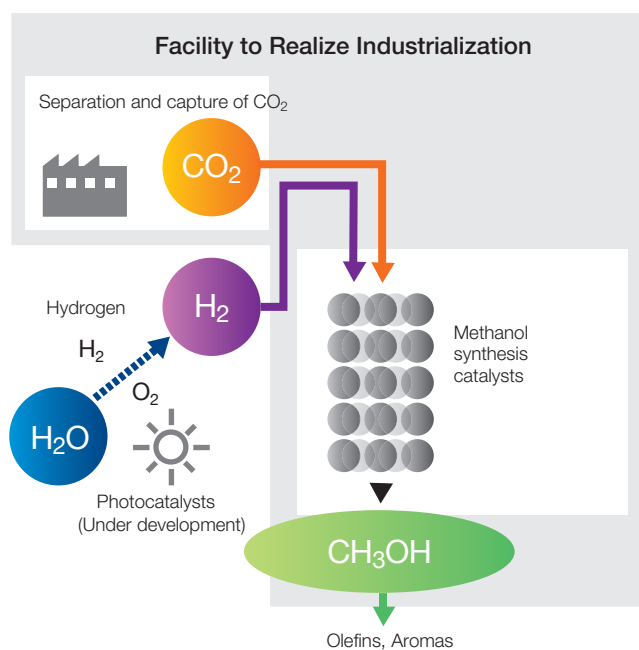 Facility to Realize Industrialization
Separation and capture of CO₂
CO₂
Hydrogen
H₂
H₂
O₂
H₂O
Photocatalysts
(Under development)
Methanol
synthesis
catalysts
CH₃OH
Olefins, Aromas